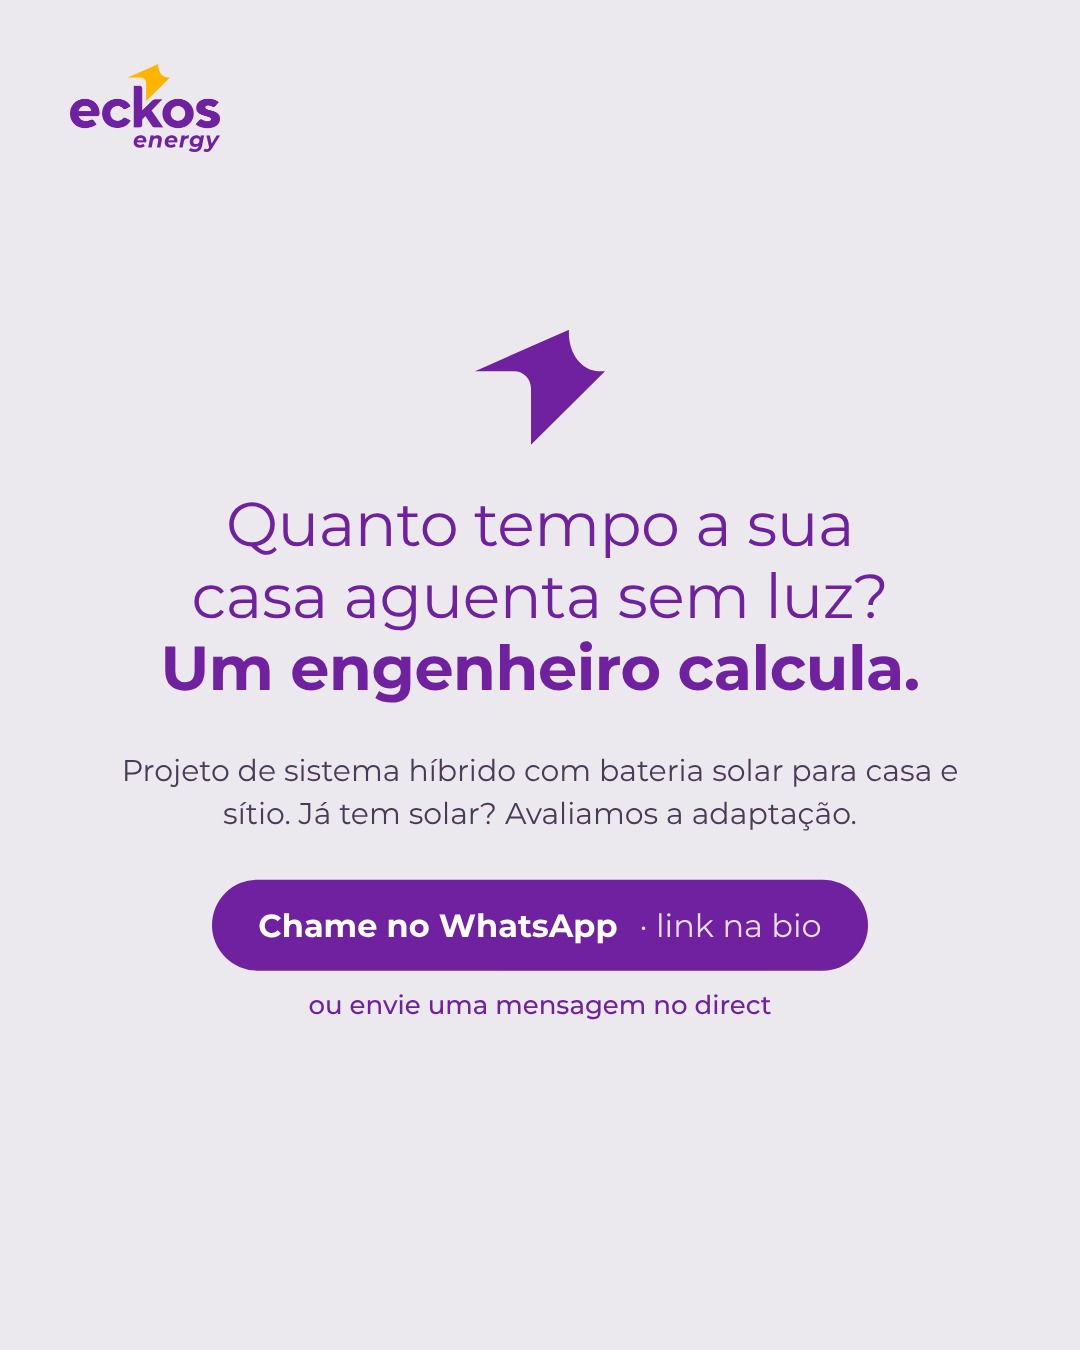 eckos
energy
Quanto tempo a sua
casa aguenta sem luz?
Um engenheiro calcula.
Projeto de sistema híbrido com bateria solar para casa e
sítio. Já tem solar? Avaliamos a adaptação.
Chame no WhatsApp · link na bio
ou envie uma mensagem no direct